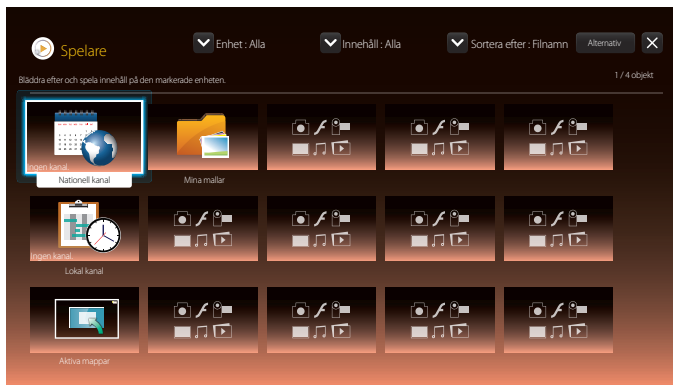 Spelare
Enhet : Alla
Innehåll : Alla
Sortera efter : Filnamn
Alternativ
Bläddra efter och spela innehåll på den markerade enheten.
1 / 4 objekt
Ingen kanal.
Nationell kanal
Mina mallar
Ingen kanal.
Lokal kanal
Aktiva mappar